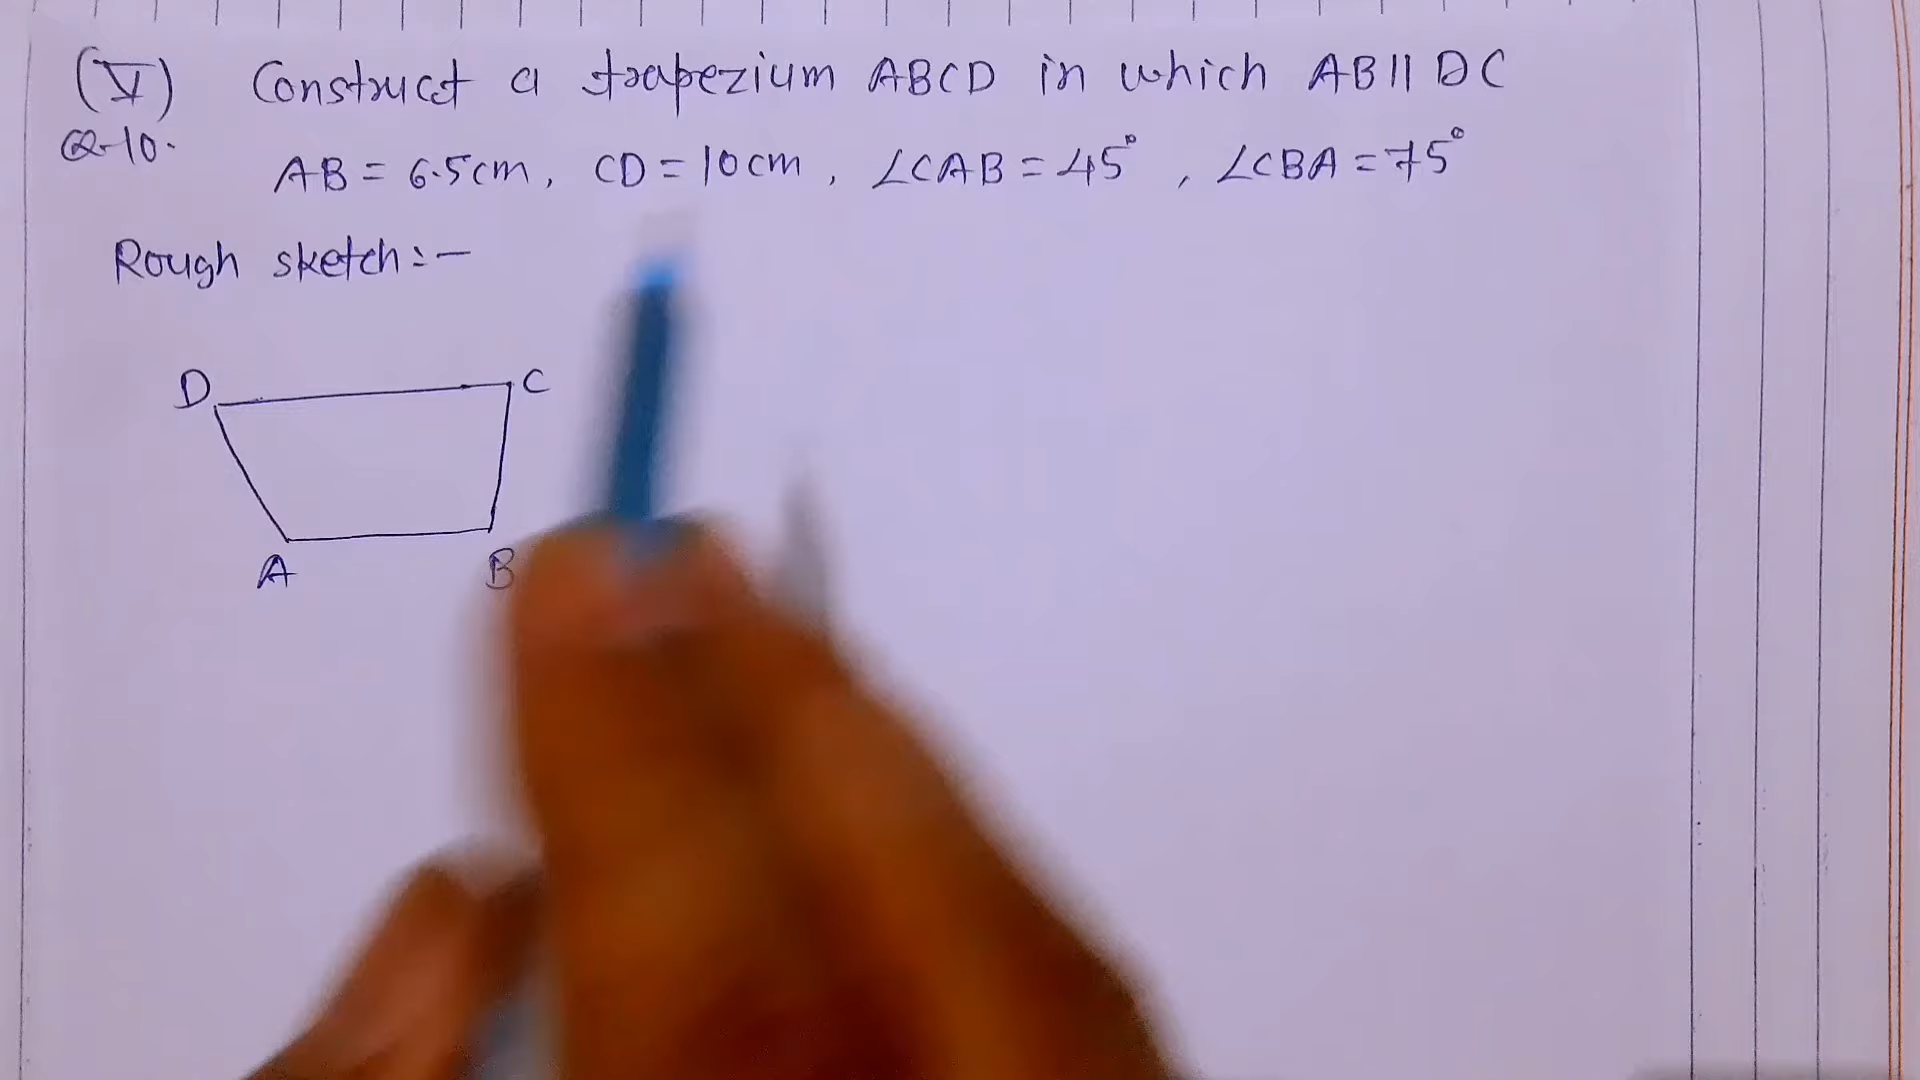 (V) Construct a trapezium ABCD in which AB||DC
Q-10. AB = 6.5cm, CD = 10cm, ∠CAB = 45°, ∠CBA = 75°
Rough sketch:-
D C
A B